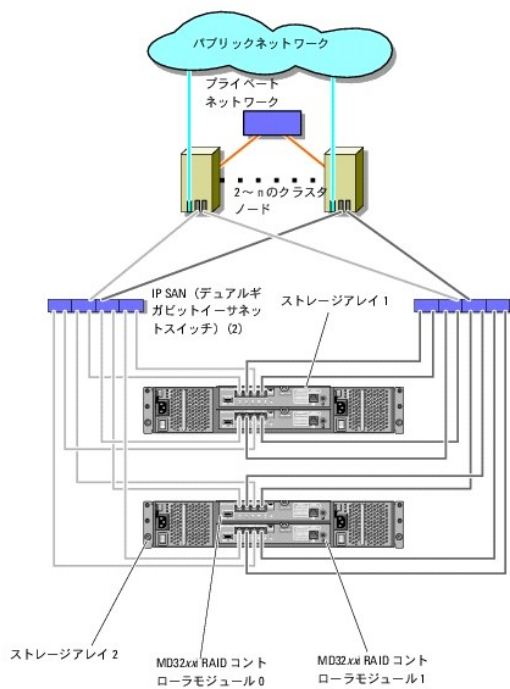 パブリックネットワーク
プライベート
ネットワーク
2～nのクラスタ
ノード
IP SAN（デュアルギ
ガビットイーサネッ
トスイッチ）(2)
ストレージアレイ 1
ストレージアレイ 2
MD32xxi RAID コント
ローラモジュール 0
MD32xxi RAID コント
ローラモジュール 1